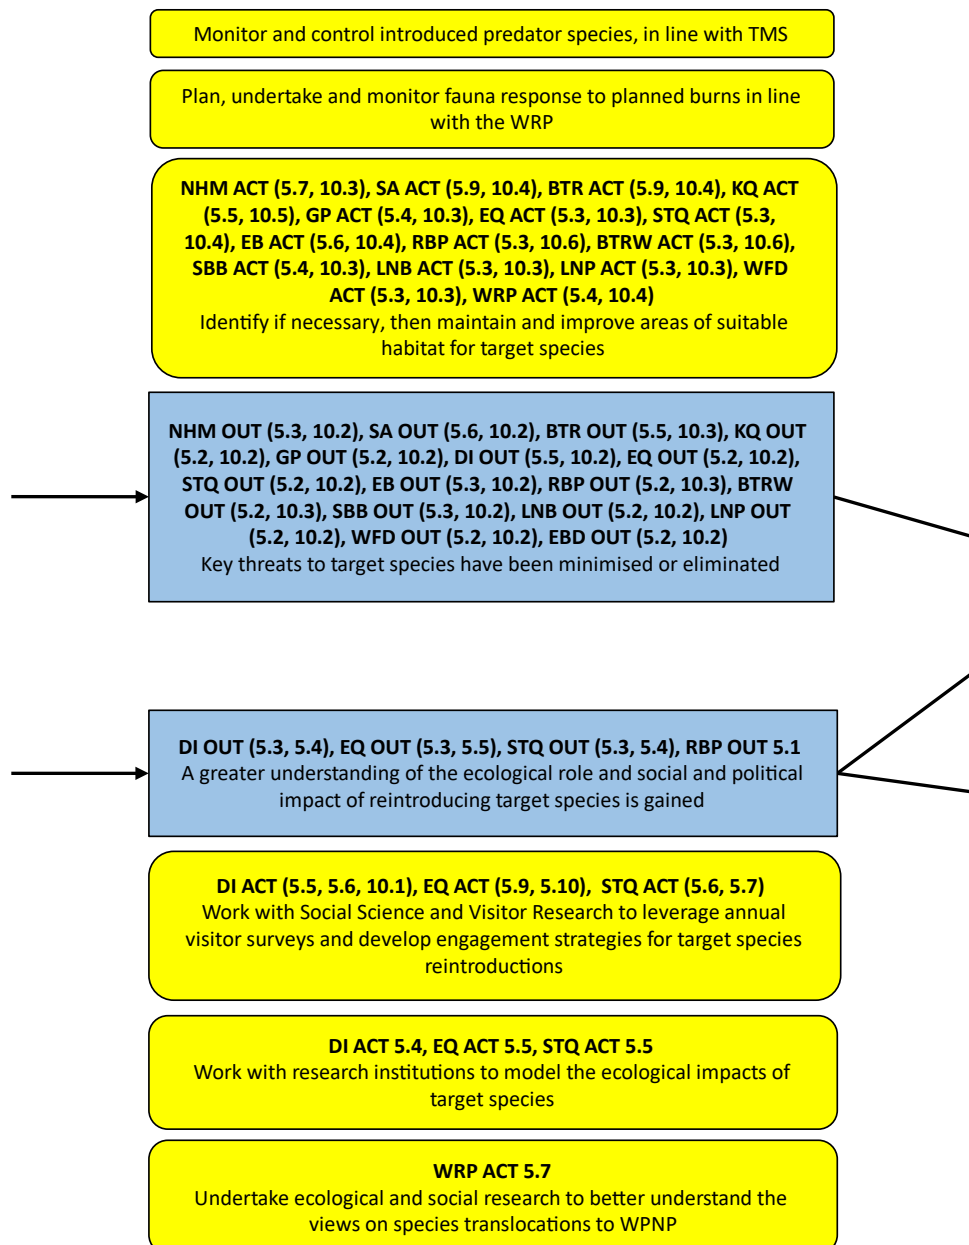 Monitor and control introduced predator species, in line with TMS
Plan, undertake and monitor fauna response to planned burns in line
with the WRP
NHM ACT (5.7, 10.3), SA ACT (5.9, 10.4), BTR ACT (5.9, 10.4), KQ ACT
(5.5, 10.5), GP ACT (5.4, 10.3), EQ ACT (5.3, 10.3), STQ ACT (5.3,
10.4), EB ACT (5.6, 10.4), RBP ACT (5.3, 10.6), BTRW ACT (5.3, 10.6),
SBB ACT (5.4, 10.3), LNB ACT (5.3, 10.3), LNP ACT (5.3, 10.3), WFD
ACT (5.3, 10.3), WRP ACT (5.4, 10.4)
Identify if necessary, then maintain and improve areas of suitable
habitat for target species
NHM OUT (5.3, 10.2), SA OUT (5.6, 10.2), BTR OUT (5.5, 10.3), KQ OUT
(5.2, 10.2), GP OUT (5.2, 10.2), DI OUT (5.5, 10.2), EQ OUT (5.2, 10.2),
STQ OUT (5.2, 10.2), EB OUT (5.3, 10.2), RBP OUT (5.2, 10.3), BTRW
OUT (5.2, 10.3), SBB OUT (5.3, 10.2), LNB OUT (5.2, 10.2), LNP OUT
(5.2, 10.2), WFD OUT (5.2, 10.2), EBD OUT (5.2, 10.2)
Key threats to target species have been minimised or eliminated
DI OUT (5.3, 5.4), EQ OUT (5.3, 5.5), STQ OUT (5.3, 5.4), RBP OUT 5.1
A greater understanding of the ecological role and social and political
impact of reintroducing target species is gained
DI ACT (5.5, 5.6, 10.1), EQ ACT (5.9, 5.10), STQ ACT (5.6, 5.7)
Work with Social Science and Visitor Research to leverage annual
visitor surveys and develop engagement strategies for target species
reintroductions
DI ACT 5.4, EQ ACT 5.5, STQ ACT 5.5
Work with research institutions to model the ecological impacts of
target species
WRP ACT 5.7
Undertake ecological and social research to better understand the
views on species translocations to WPNP